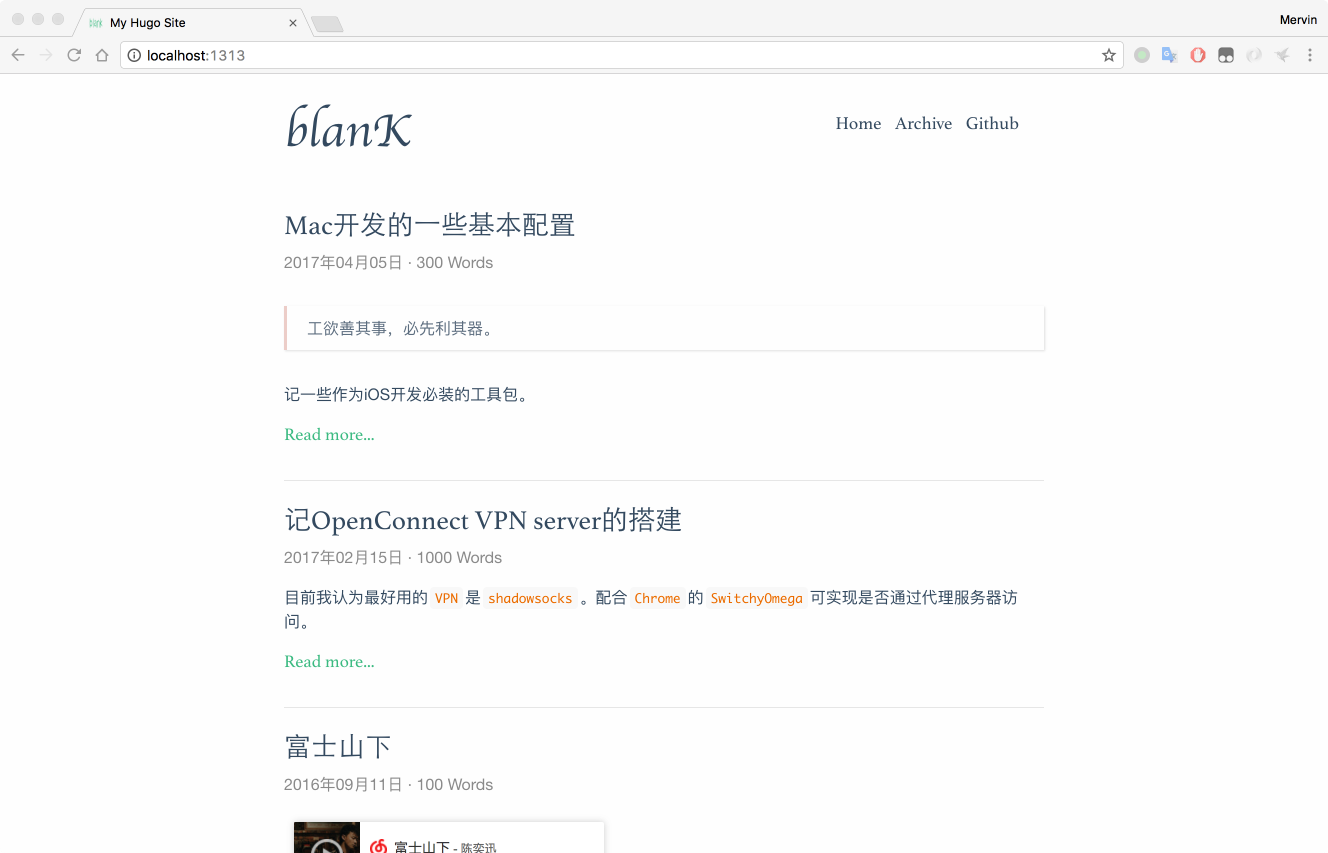 My Hugo Site
Mervin
localhost:1313
blanK
Home Archive Github
Mac开发的一些基本配置
2017年04月05日 · 300 Words
工欲善其事，必先利其器。
记一些作为iOS开发必装的工具包。
Read more...
记OpenConnect VPN server的搭建
2017年02月15日 · 1000 Words
目前我认为最好用的 VPN 是 shadowsocks 。配合 Chrome 的 SwitchyOmega 可实现是否通过代理服务器访
问。
Read more...
富士山下
2016年09月11日 · 100 Words
富士山下 - 陈奕迅